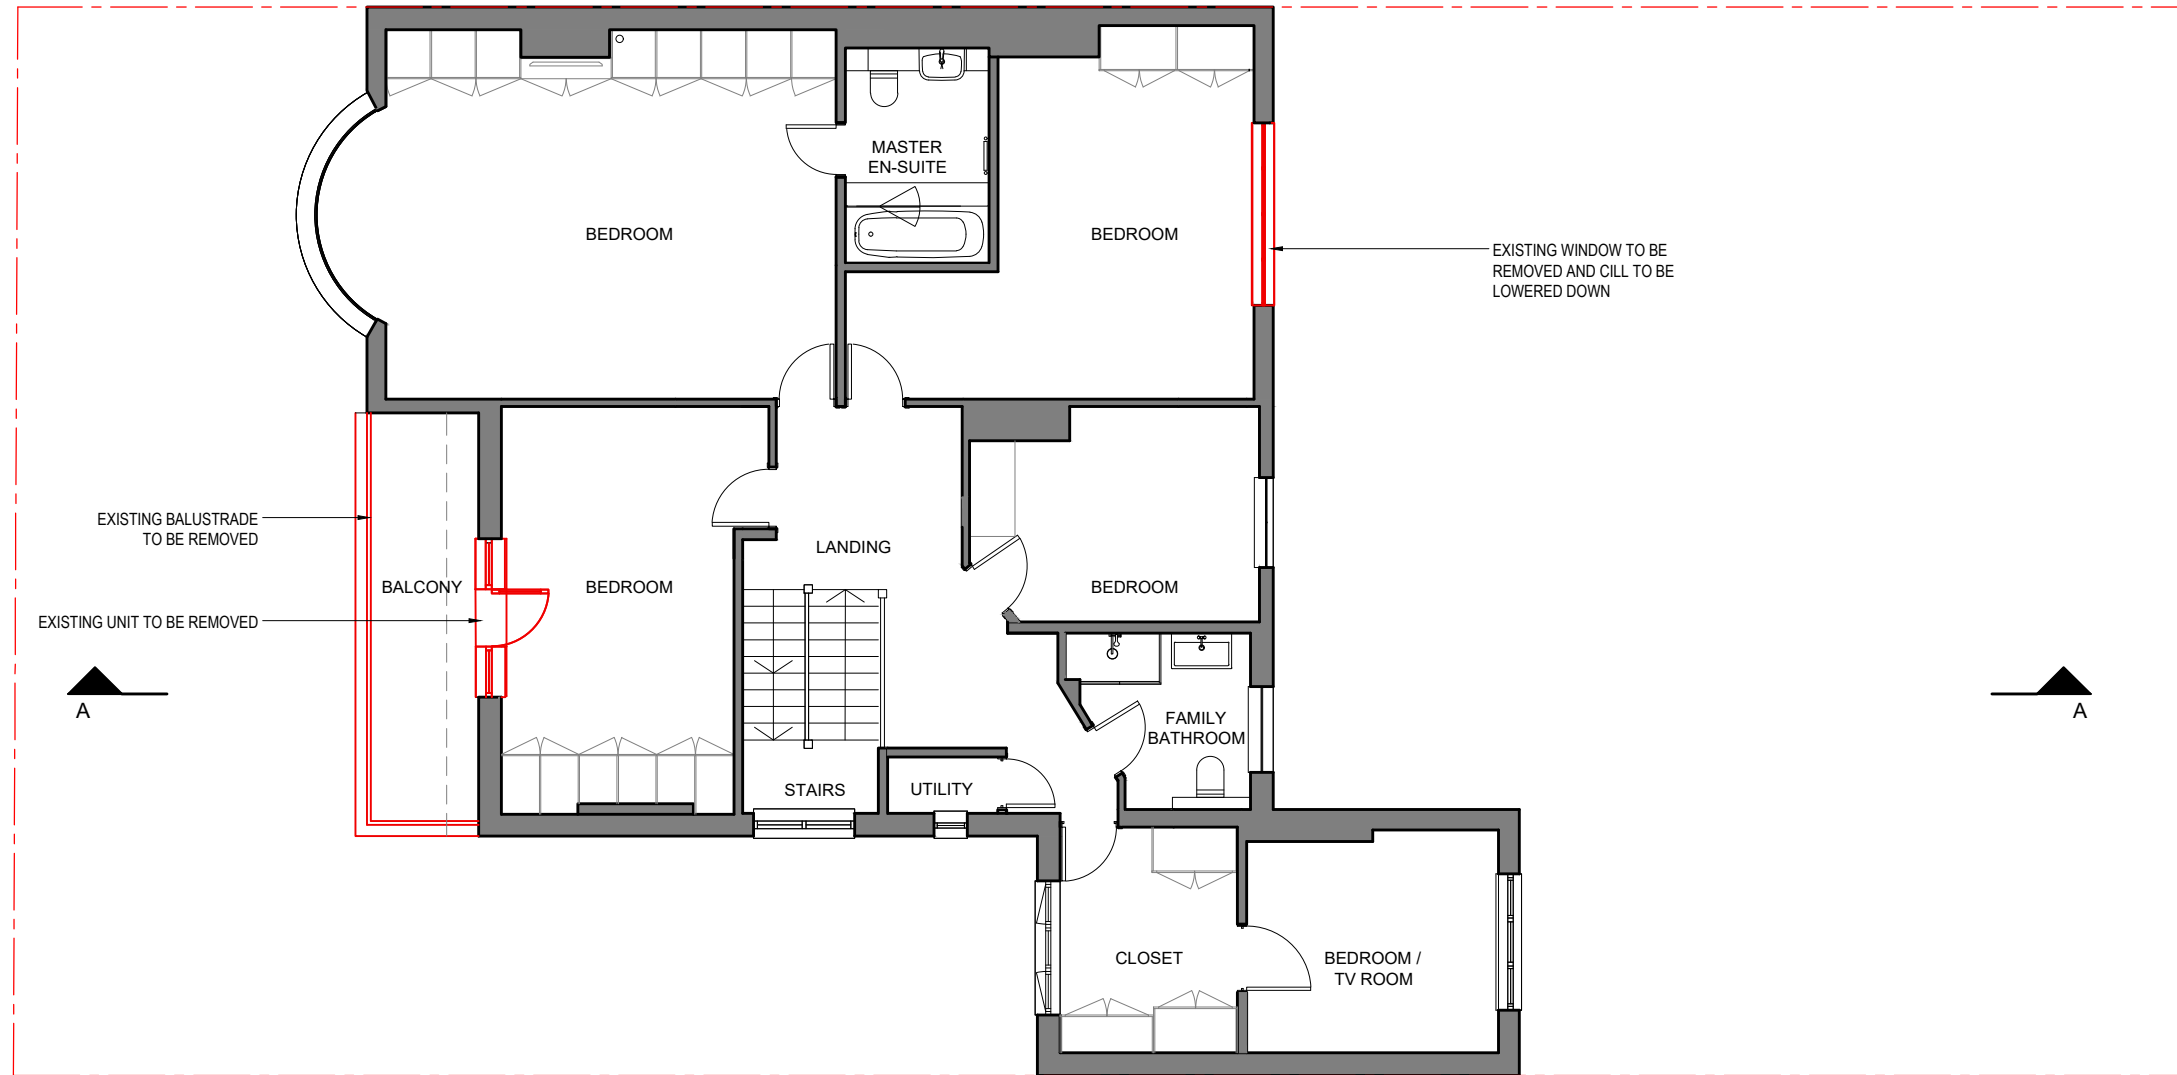 MASTER
EN-SUITE
BEDROOM
BEDROOM
EXISTING WINDOW TO BE
REMOVED AND CILL TO BE
LOWERED DOWN
EXISTING BALUSTRADE
TO BE REMOVED
LANDING
BALCONY
BEDROOM
BEDROOM
EXISTING UNIT TO BE REMOVED
A
A
FAMILY
BATHROOM
STAIRS
UTILITY
CLOSET
BEDROOM /
TV ROOM